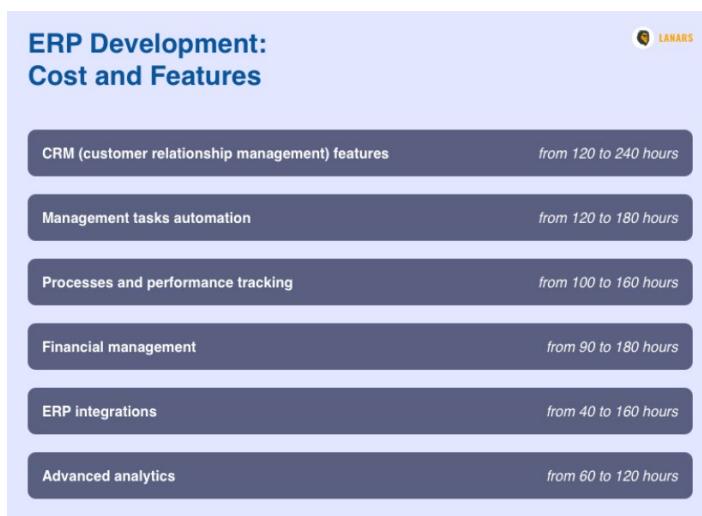 ERP Development:
Cost and Features
LANARS
CRM (customer relationship management) features from 120 to 240 hours
Management tasks automation from 120 to 180 hours
Processes and performance tracking from 100 to 160 hours
Financial management from 90 to 180 hours
ERP integrations from 40 to 160 hours
Advanced analytics from 60 to 120 hours